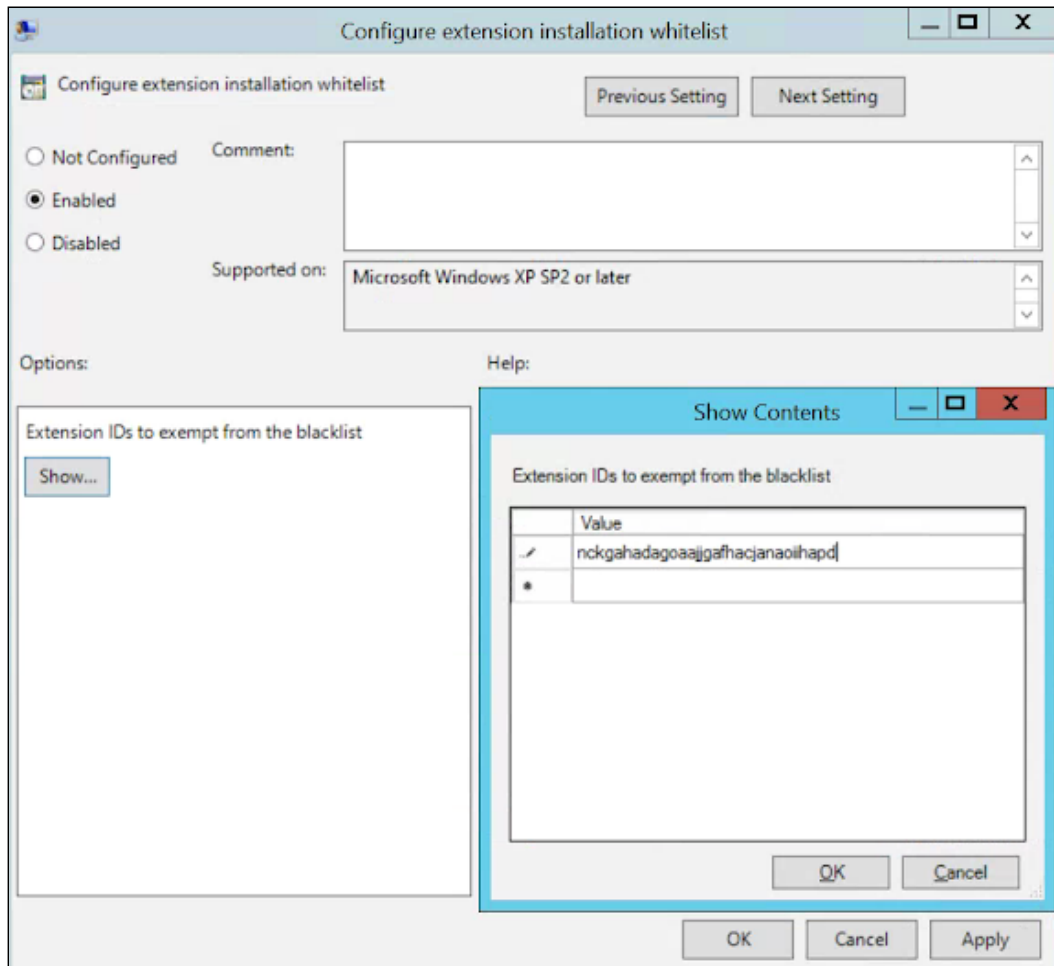 Configure extension installation whitelist
Configure extension installation whitelist
Previous Setting
Next Setting
Not Configured
Comment:
Enabled
Disabled
Supported on:
Microsoft Windows XP SP2 or later
Options:
Help:
Extension IDs to exempt from the blacklist
Show...
Show Contents
Extension IDs to exempt from the blacklist
Value
nckgahadagoaajjgafhacjanaoiihapd
OK
Cancel
OK
Cancel
Apply